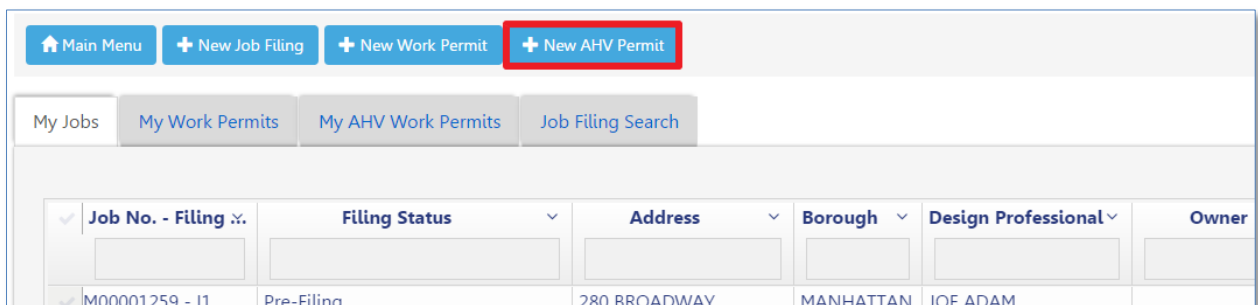 Main Menu New Job Filing New Work Permit New AHV Permit
My Jobs My Work Permits My AHV Work Permits Job Filing Search
Job No. - Filing ... Filing Status Address Borough Design Professional Owner
M00001259 - J1 Pre-Filing 280 BROADWAY MANHATTAN JOE ADAM